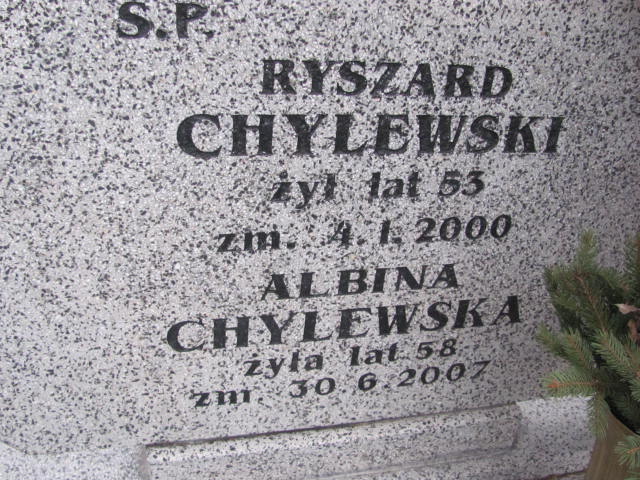 S.P.
RYSZARD
CHYLEWSKI
żył lat 53
zm. 4.1.2000
ALBINA
CHYLEWSKA
żyła lat 58
zm. 30 6.2007